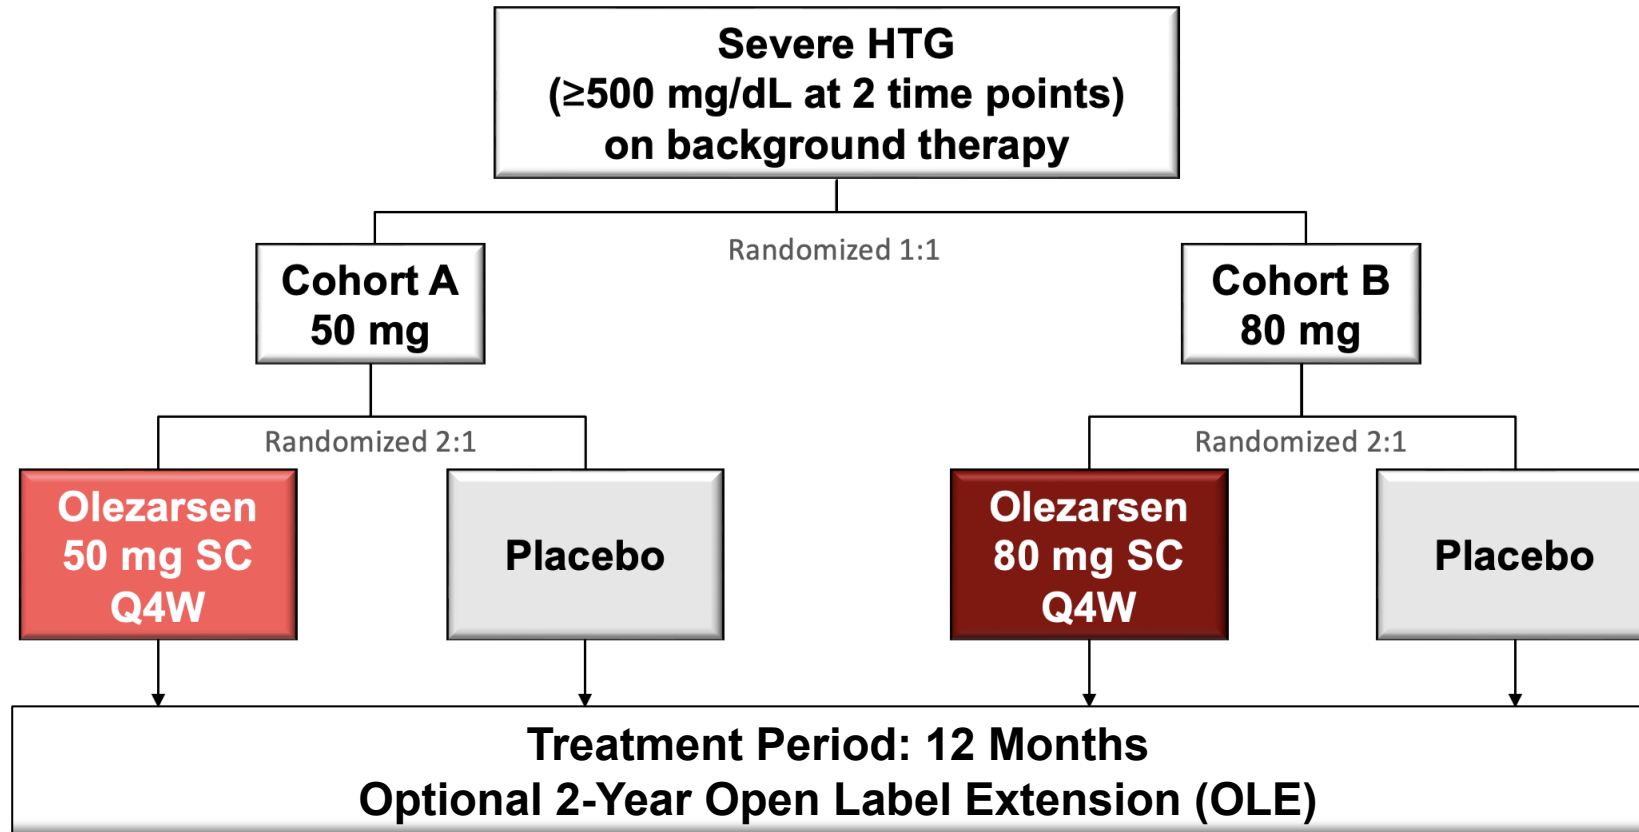 Severe HTG
(≥500 mg/dL at 2 time points)
on background therapy
Randomized 1:1
Cohort A
50 mg
Cohort B
80 mg
Randomized 2:1
Randomized 2:1
Olezarsen
50 mg SC
Q4W
Placebo
Olezarsen
80 mg SC
Q4W
Placebo
Treatment Period: 12 Months
Optional 2-Year Open Label Extension (OLE)